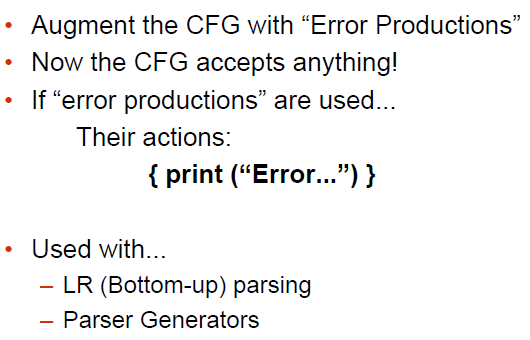 • Augment the CFG with “Error Productions”
• Now the CFG accepts anything!
• If “error productions” are used...
Their actions:
{ print (“Error...”) }
• Used with...
– LR (Bottom-up) parsing
– Parser Generators